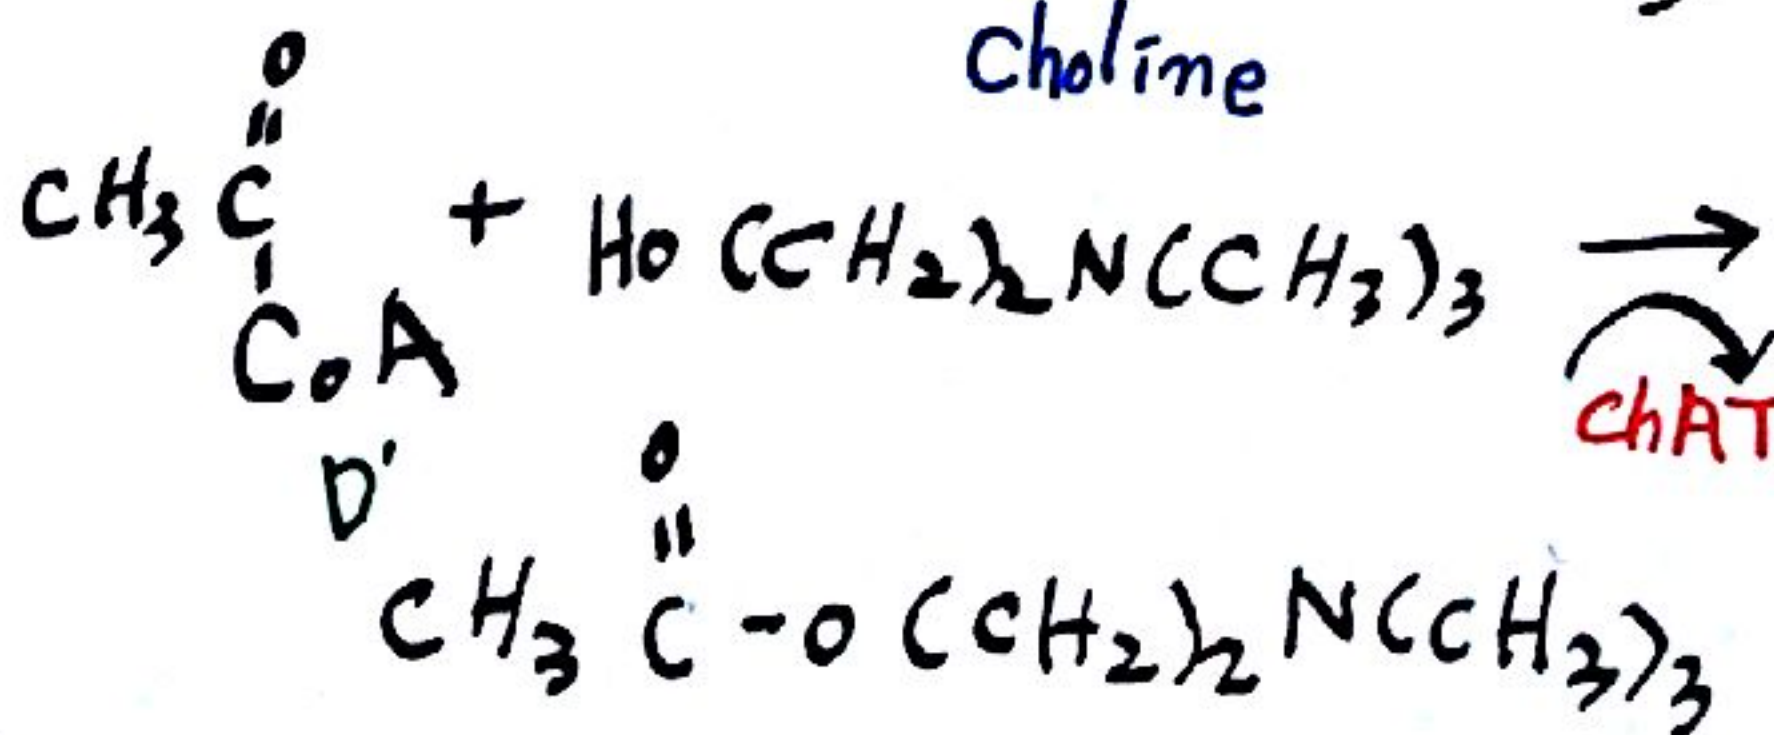 Choline
O
||
CH3 C + HO (CH2)2 N(CH3)3 →
|
CoA
ChAT
D'
O
||
CH3 C -O (CH2)2 N(CH3)3